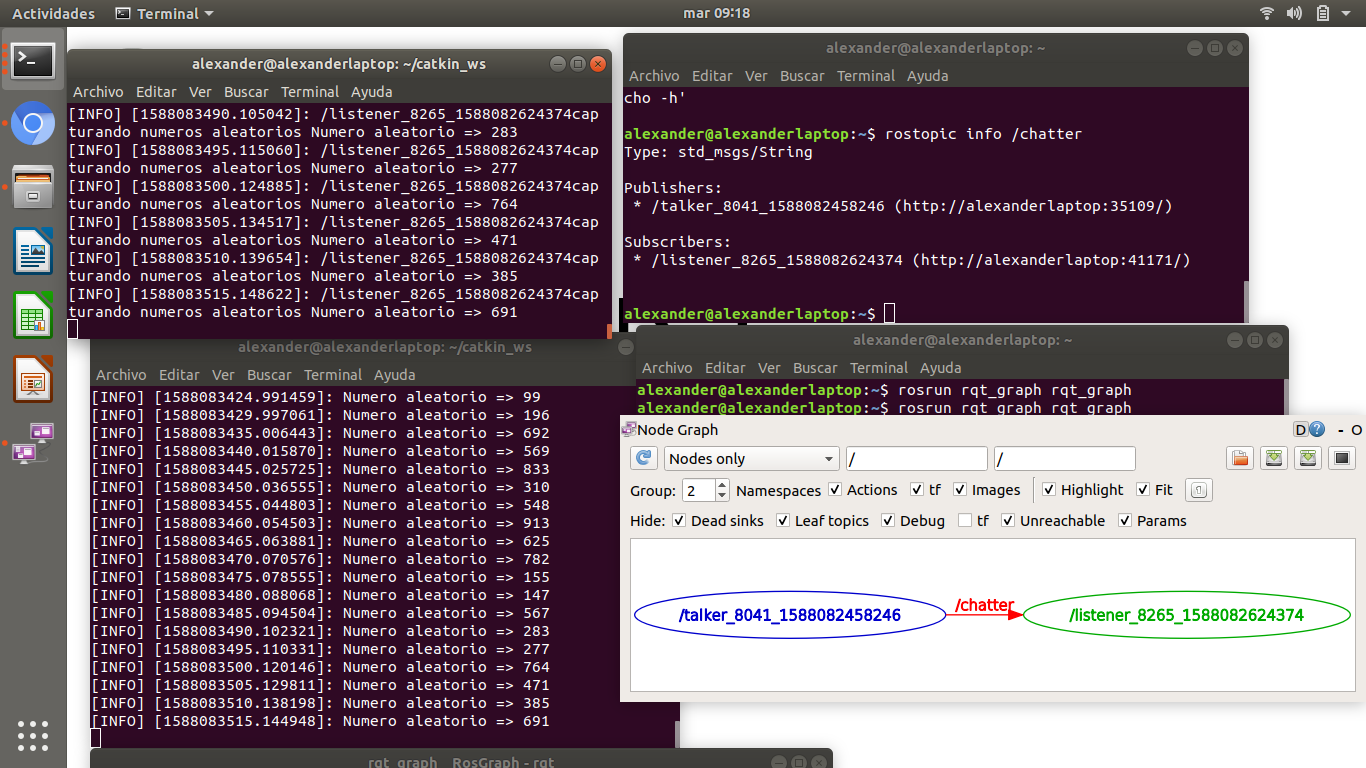 Actividades
Terminal
mar 09:18
alexander@alexanderlaptop: ~/catkin_ws
Archivo Editar Ver Buscar Terminal Ayuda
[INFO] [1588083490.105042]: /listener_8265_1588082624374cap
turando numeros aleatorios Numero aleatorio => 283
[INFO] [1588083495.115060]: /listener_8265_1588082624374cap
turando numeros aleatorios Numero aleatorio => 277
[INFO] [1588083500.124885]: /listener_8265_1588082624374cap
turando numeros aleatorios Numero aleatorio => 764
[INFO] [1588083505.134517]: /listener_8265_1588082624374cap
turando numeros aleatorios Numero aleatorio => 471
[INFO] [1588083510.139654]: /listener_8265_1588082624374cap
turando numeros aleatorios Numero aleatorio => 385
[INFO] [1588083515.148622]: /listener_8265_1588082624374cap
turando numeros aleatorios Numero aleatorio => 691
alexander@alexanderlaptop: ~
Archivo Editar Ver Buscar Terminal Ayuda
cho -h'
alexander@alexanderlaptop:~$ rostopic info /chatter
Type: std_msgs/String
Publishers:
* /talker_8041_1588082458246 (http://alexanderlaptop:35109/)
Subscribers:
* /listener_8265_1588082624374 (http://alexanderlaptop:41171/)
alexander@alexanderlaptop:~$
alexander@alexanderlaptop: ~/catkin_ws
Archivo Editar Ver Buscar Terminal Ayuda
[INFO] [1588083424.991459]: Numero aleatorio => 99
[INFO] [1588083429.997061]: Numero aleatorio => 196
[INFO] [1588083435.006443]: Numero aleatorio => 692
[INFO] [1588083440.015870]: Numero aleatorio => 569
[INFO] [1588083445.025725]: Numero aleatorio => 833
[INFO] [1588083450.036555]: Numero aleatorio => 310
[INFO] [1588083455.044803]: Numero aleatorio => 548
[INFO] [1588083460.054503]: Numero aleatorio => 913
[INFO] [1588083465.063881]: Numero aleatorio => 625
[INFO] [1588083470.070576]: Numero aleatorio => 782
[INFO] [1588083475.078555]: Numero aleatorio => 155
[INFO] [1588083480.088068]: Numero aleatorio => 147
[INFO] [1588083485.094504]: Numero aleatorio => 567
[INFO] [1588083490.102321]: Numero aleatorio => 283
[INFO] [1588083495.110331]: Numero aleatorio => 277
[INFO] [1588083500.120146]: Numero aleatorio => 764
[INFO] [1588083505.129811]: Numero aleatorio => 471
[INFO] [1588083510.138198]: Numero aleatorio => 385
[INFO] [1588083515.144948]: Numero aleatorio => 691
alexander@alexanderlaptop: ~
Archivo Editar Ver Buscar Terminal Ayuda
alexander@alexanderlaptop:~$ rosrun rqt_graph rqt_graph
alexander@alexanderlaptop:~$ rosrun rqt_graph rqt_graph
Node Graph
D ? - O
Nodes only / /
Group: 2 Namespaces Actions tf Images Highlight Fit
Hide: Dead sinks Leaf topics Debug tf Unreachable Params
/talker_8041_1588082458246 /chatter /listener_8265_1588082624374
rqt_graph__RosGraph - rqt